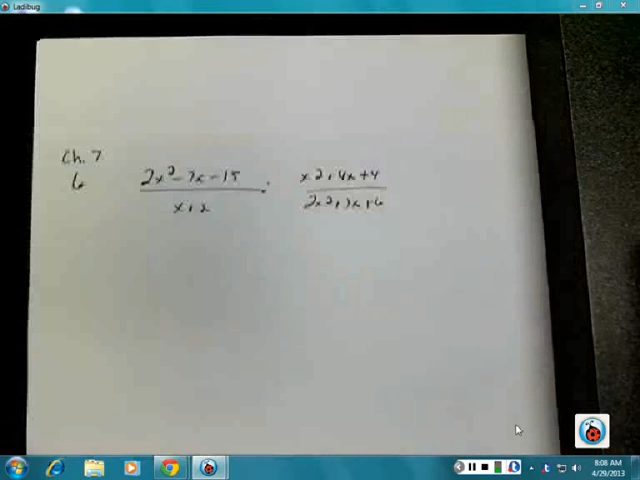 Ladibug
Ch. 7
6
2x² - 7x - 15 / x + 2 · x² + 4x + 4 / 2x² + 7x + 6
8:08 AM
4/29/2013